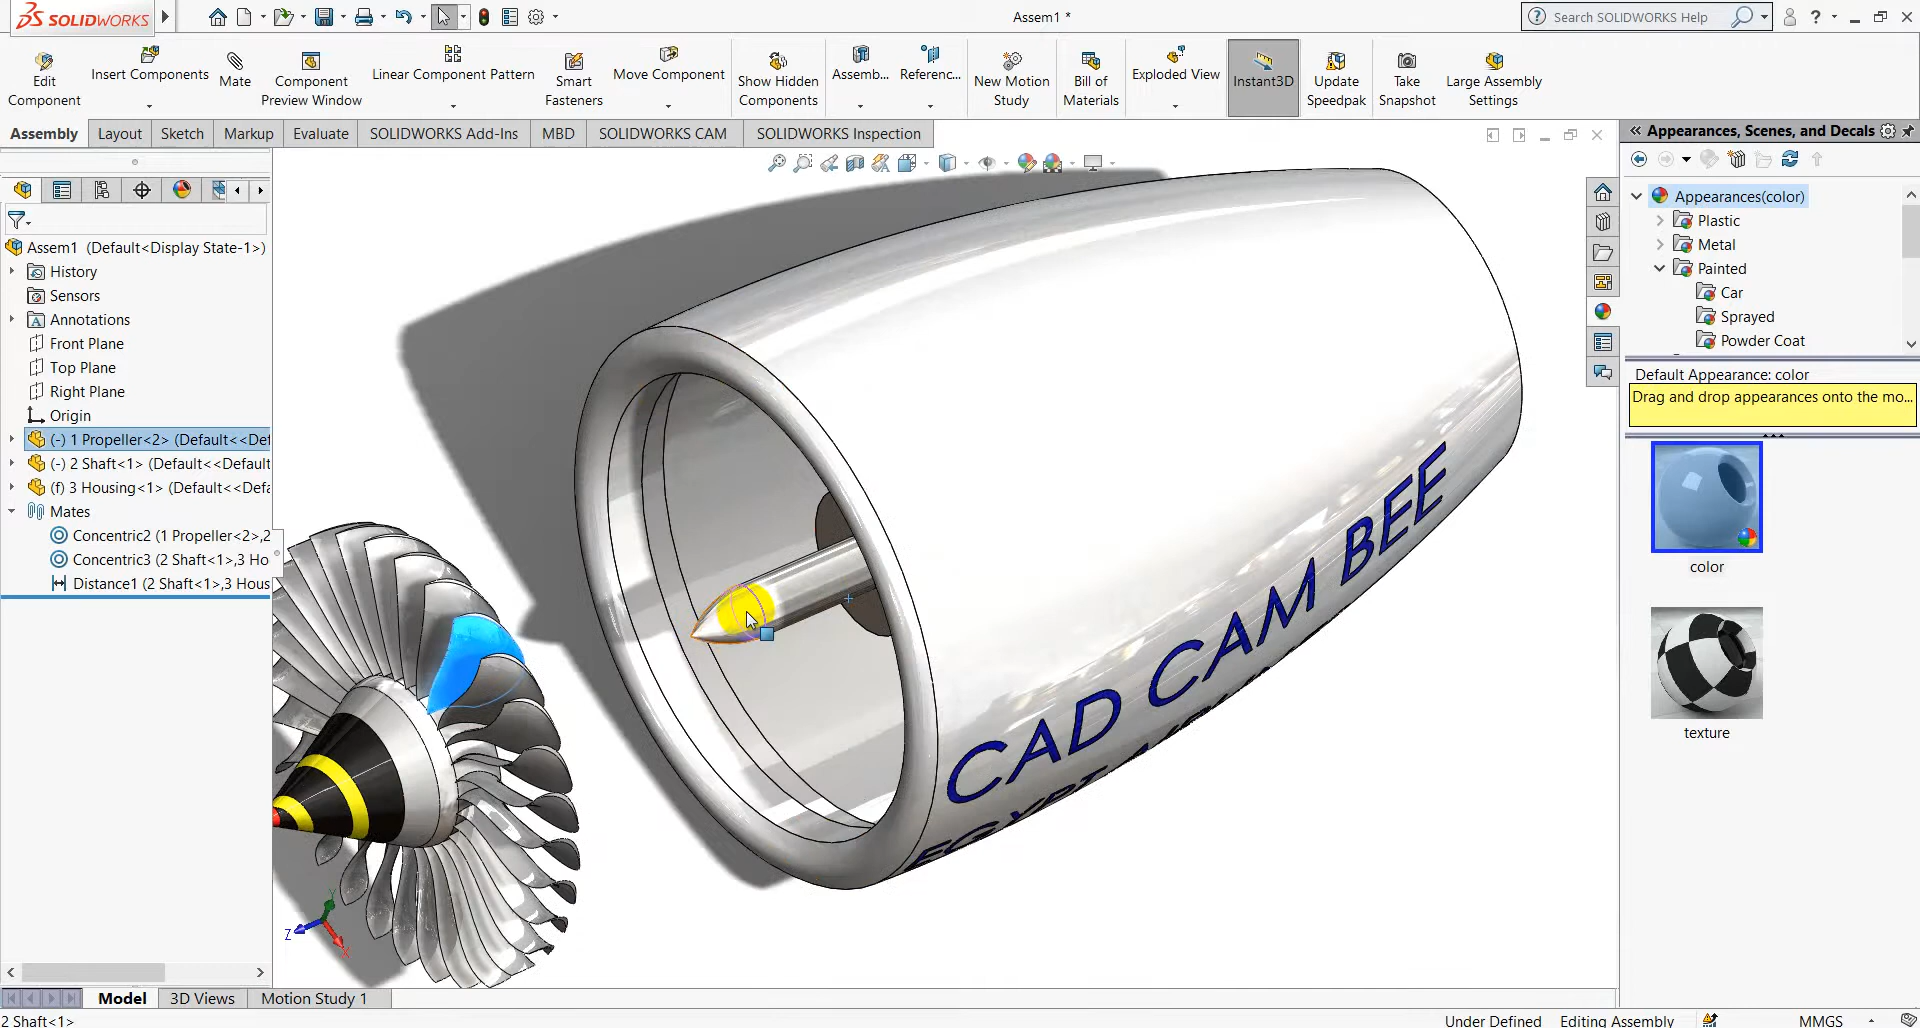 SOLIDWORKS
Assem1 *
Search SOLIDWORKS Help
Edit Component
Insert Components
Mate
Component Preview Window
Linear Component Pattern
Smart Fasteners
Move Component
Show Hidden Components
Assemb...
Referenc...
New Motion Study
Bill of Materials
Exploded View
Instant3D
Update Speedpak
Take Snapshot
Large Assembly Settings
Assembly
Layout
Sketch
Markup
Evaluate
SOLIDWORKS Add-Ins
MBD
SOLIDWORKS CAM
SOLIDWORKS Inspection
Appearances, Scenes, and Decals
Appearances(color)
Plastic
Metal
Painted
Car
Sprayed
Powder Coat
Default Appearance: color
Drag and drop appearances onto the mo...
color
texture
Assem1 (Default<Display State-1>)
History
Sensors
Annotations
Front Plane
Top Plane
Right Plane
Origin
(-) 1 Propeller<2> (Default<<Def
(-) 2 Shaft<1> (Default<<Default
(f) 3 Housing<1> (Default<<Defa
Mates
Concentric2 (1 Propeller<2>,2
Concentric3 (2 Shaft<1>,3 Ho
Distance1 (2 Shaft<1>,3 Hous
CAD CAM BEE
Y
Z
X
Model
3D Views
Motion Study 1
2 Shaft<1>
Under Defined
Editing Assembly
MMGS